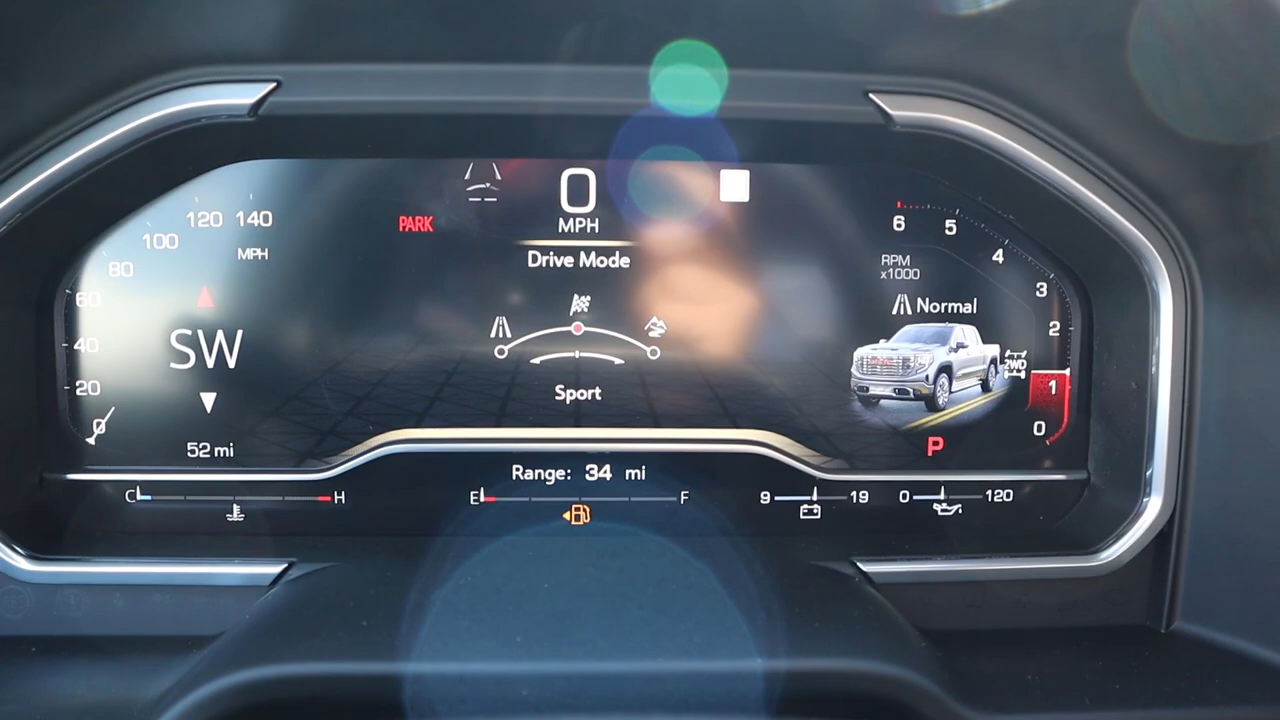 0
MPH
PARK
Drive Mode
Sport
120 140
100
MPH
80
60
40
20
0
SW
52 mi
6
5
4
3
2
1
0
RPM
x1000
Normal
2WD
P
Range: 34 mi
C H
E F
9 19
0 120